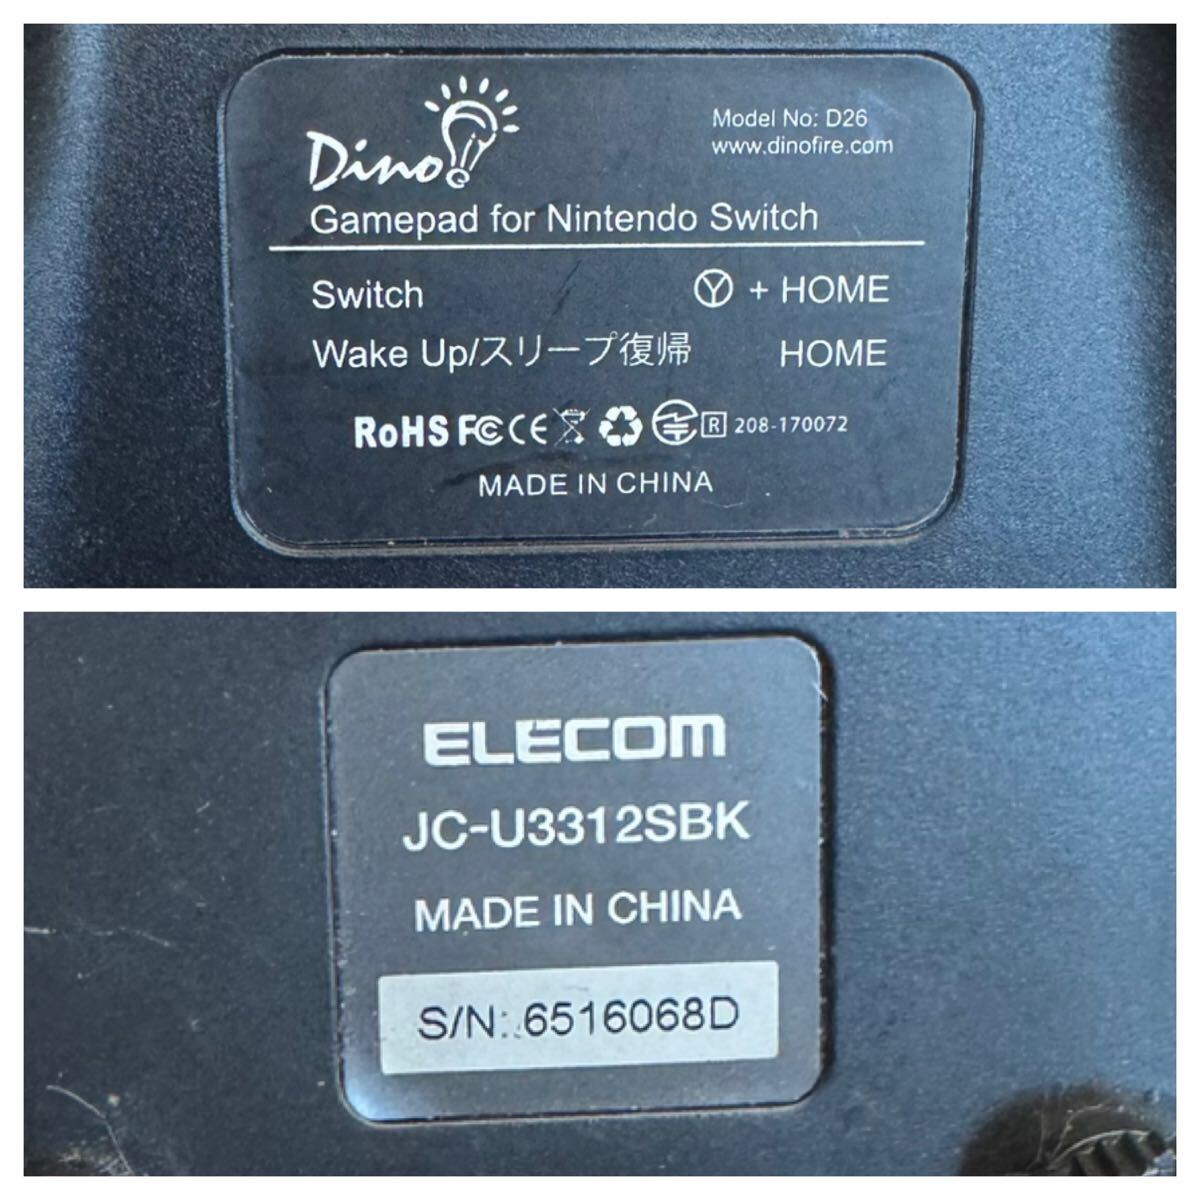 Dino
Model No: D26
www.dinofire.com
Gamepad for Nintendo Switch
Switch Ⓨ + HOME
Wake Up/スリープ復帰 HOME
RoHS FC CE R 208-170072
MADE IN CHINA
ELECOM
JC-U3312SBK
MADE IN CHINA
S/N: 6516068D